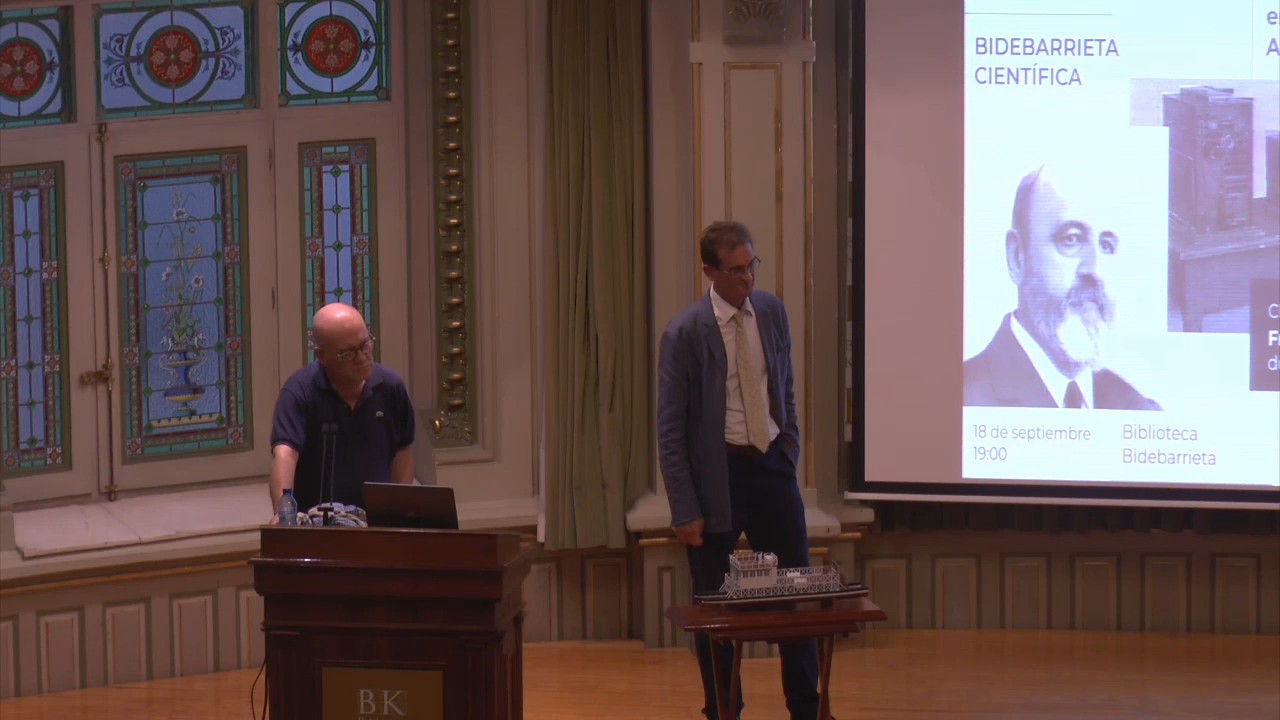 BIDEBARRIETA
CIENTÍFICA
18 de septiembre
19:00
Biblioteca
Bidebarrieta
BK